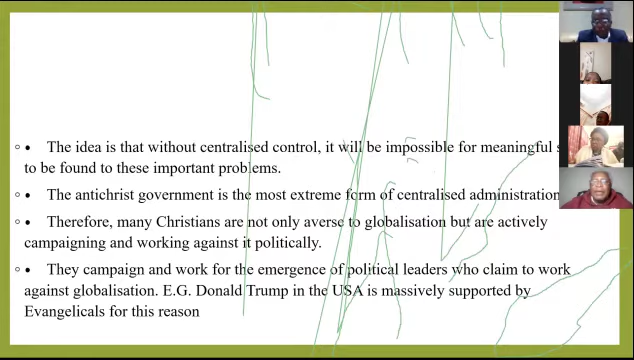 • The idea is that without centralised control, it will be impossible for meaningful
to be found to these important problems.
• The antichrist government is the most extreme form of centralised administration
• Therefore, many Christians are not only averse to globalisation but are actively
campaigning and working against it politically.
• They campaign and work for the emergence of political leaders who claim to work
against globalisation. E.G. Donald Trump in the USA is massively supported by
Evangelicals for this reason